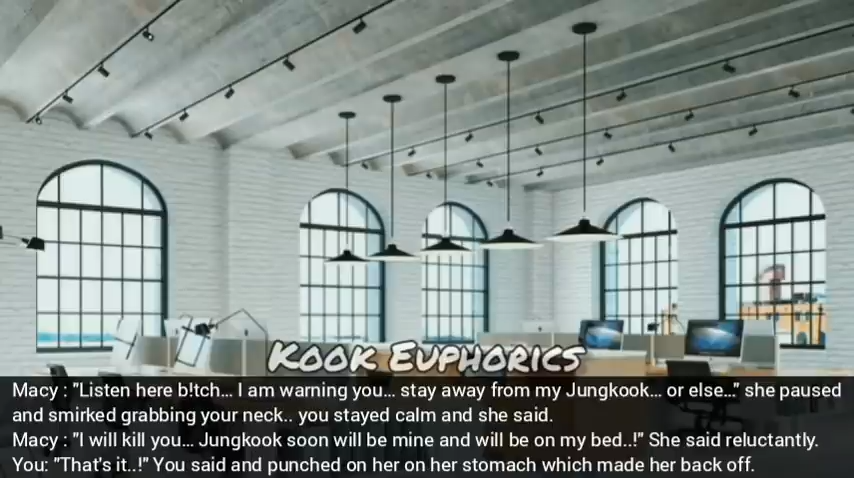 Kook Euphorics
Macy : "Listen here b!tch... I am warning you... stay away from my Jungkook... or else..." she paused
and smirked grabbing your neck.. you stayed calm and she said.
Macy : "I will kill you... Jungkook soon will be mine and will be on my bed..!" She said reluctantly.
You: "That's it..!" You said and punched on her on her stomach which made her back off.